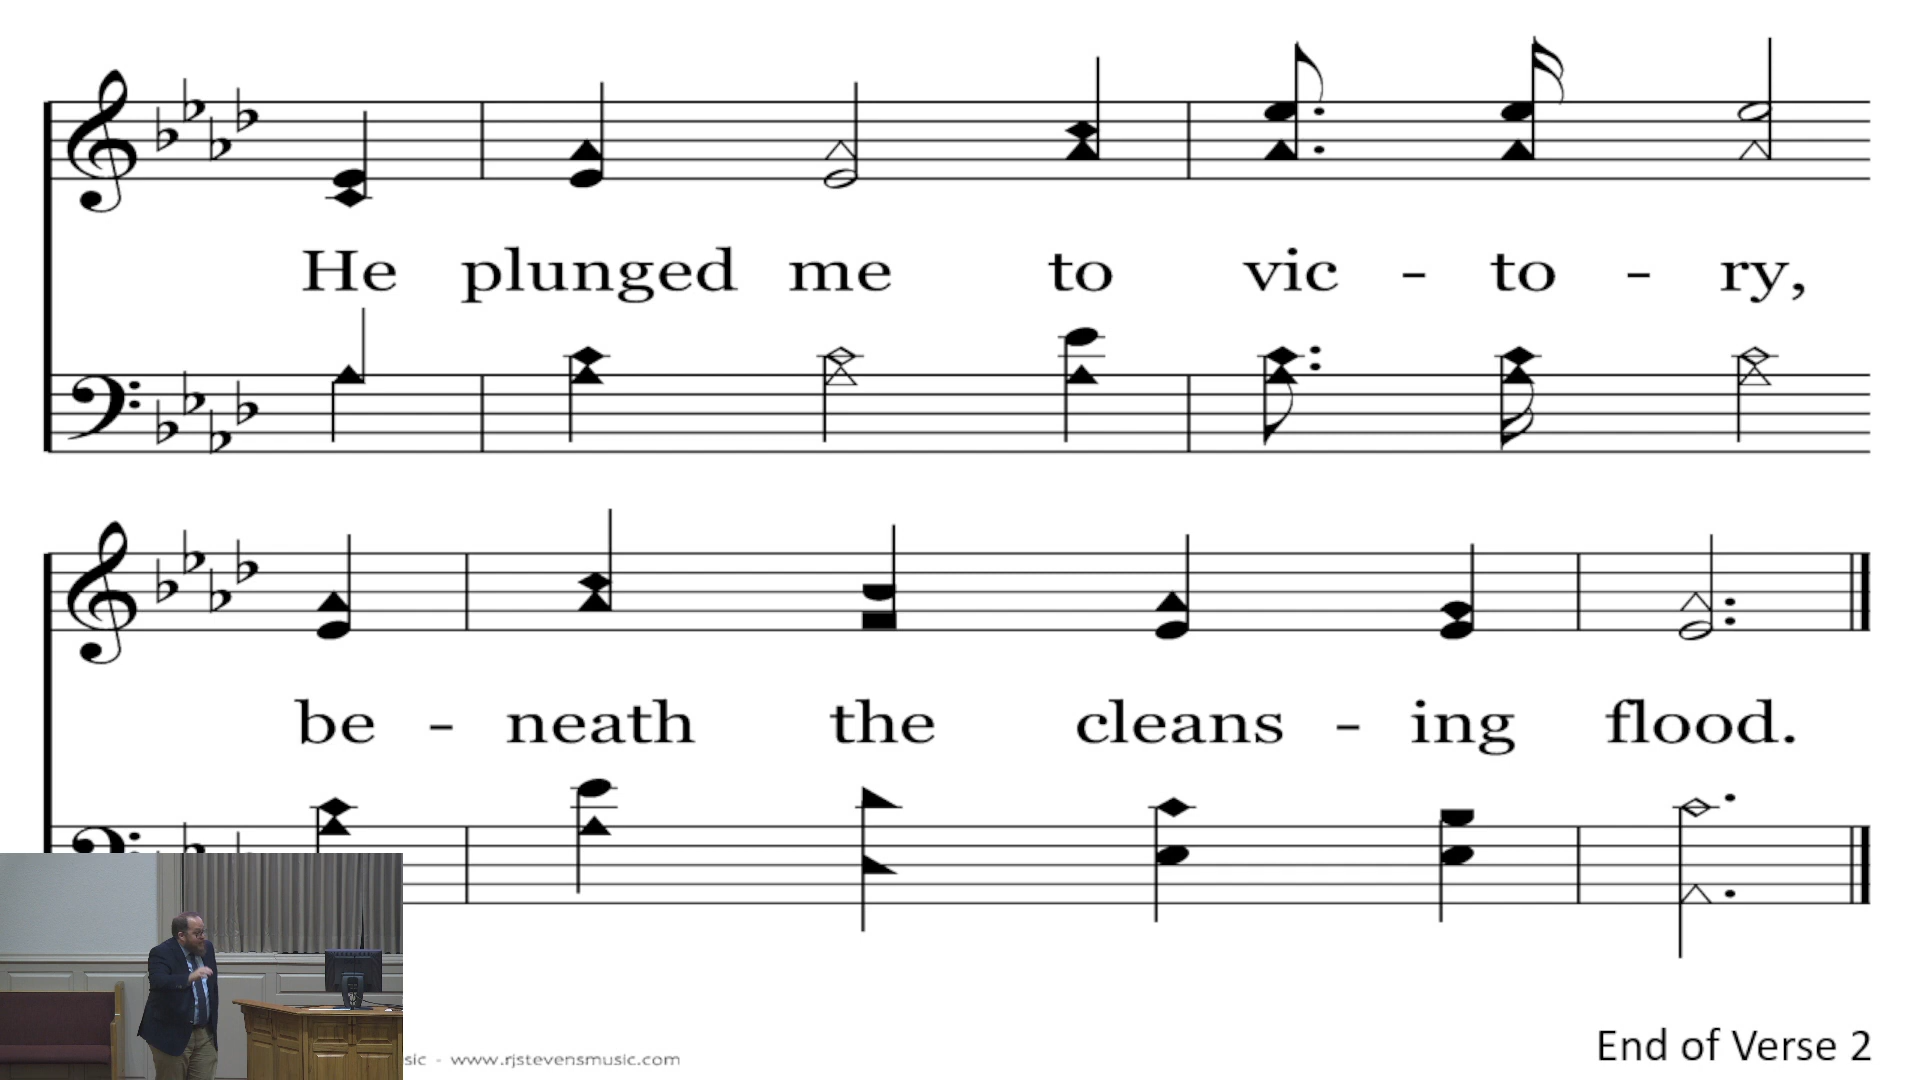 He plunged me to vic - to - ry,
be - neath the cleans - ing flood.
sic - www.rjstevensmusic.com
End of Verse 2